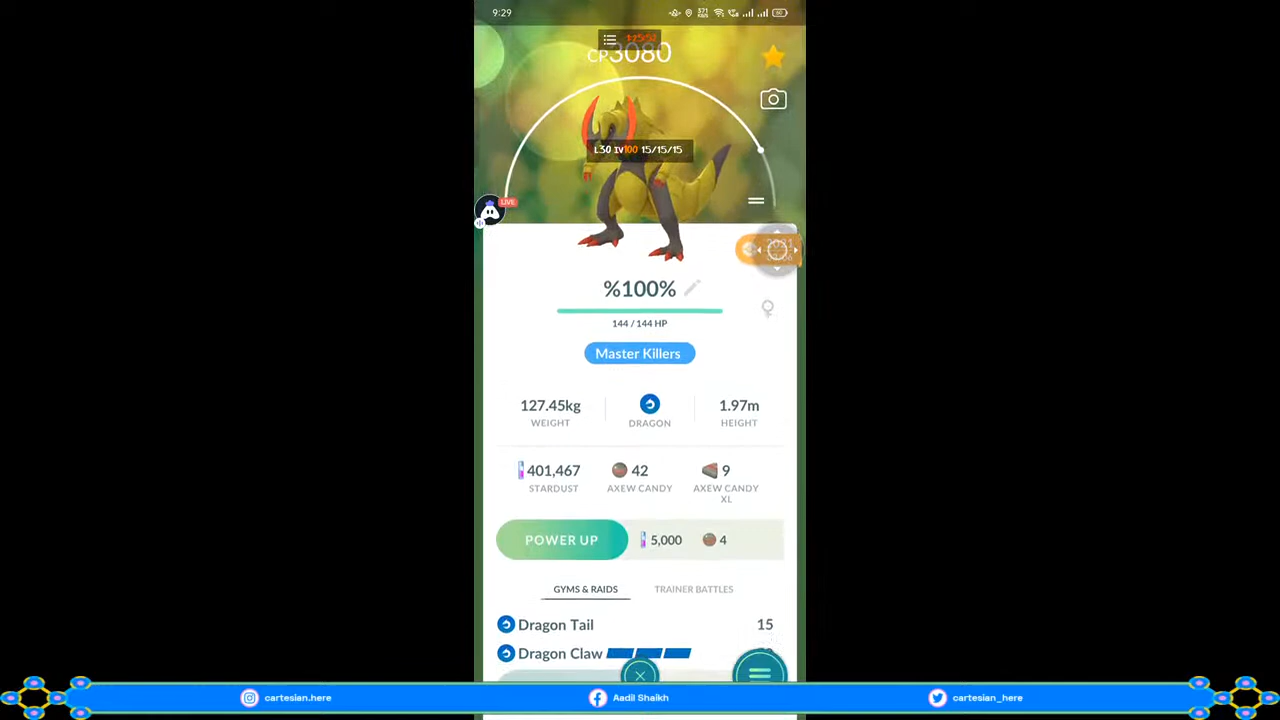 9:29
CP3080
L30 IV100 15/15/15
LIVE
2021
%100%
144 / 144 HP
Master Killers
127.45kg
WEIGHT
DRAGON
1.97m
HEIGHT
401,467
STARDUST
42
AXEW CANDY
9
AXEW CANDY
XL
POWER UP
5,000
4
GYMS & RAIDS
TRAINER BATTLES
Dragon Tail
15
Dragon Claw
cartesian.here
Aadil Shaikh
cartesian_here